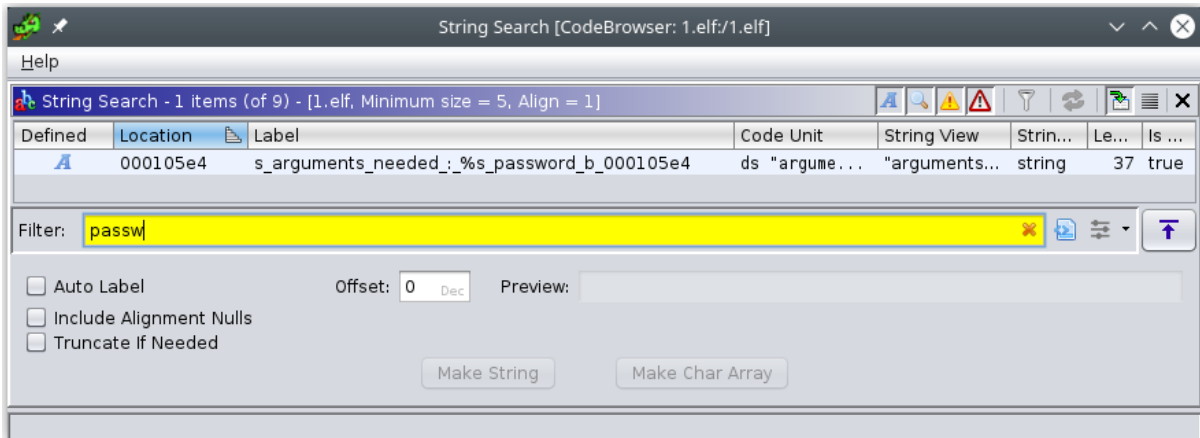 String Search [CodeBrowser: 1.elf:/1.elf]
Help
String Search - 1 items (of 9) - [1.elf, Minimum size = 5, Align = 1]
Defined Location Label Code Unit String View Strin... Le... Is ...
A 000105e4 s_arguments_needed_:_%s_password_b_000105e4 ds "argume... "arguments... string 37 true
Filter: passw
Auto Label Offset: 0 Dec Preview:
Include Alignment Nulls
Truncate If Needed
Make String Make Char Array